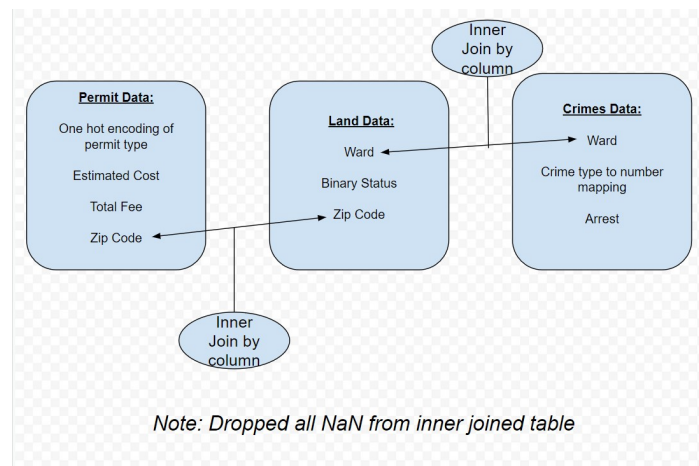 Inner
Join by
column
Permit Data:
One hot encoding of
permit type
Estimated Cost
Total Fee
Zip Code
Land Data:
Ward
Binary Status
Zip Code
Crimes Data:
Ward
Crime type to number
mapping
Arrest
Inner
Join by
column
Note: Dropped all NaN from inner joined table